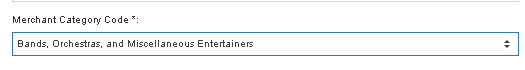 Merchant Category Code *:
Bands, Orchestras, and Miscellaneous Entertainers